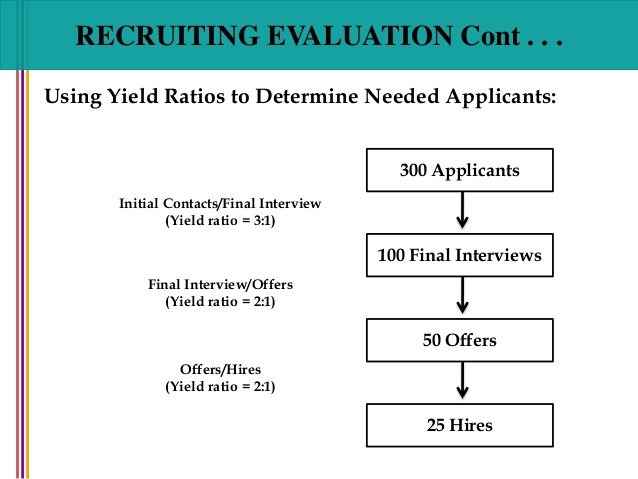 RECRUITING EVALUATION Cont . . .
Using Yield Ratios to Determine Needed Applicants:
300 Applicants
Initial Contacts/Final Interview
(Yield ratio = 3:1)
100 Final Interviews
Final Interview/Offers
(Yield ratio = 2:1)
50 Offers
Offers/Hires
(Yield ratio = 2:1)
25 Hires